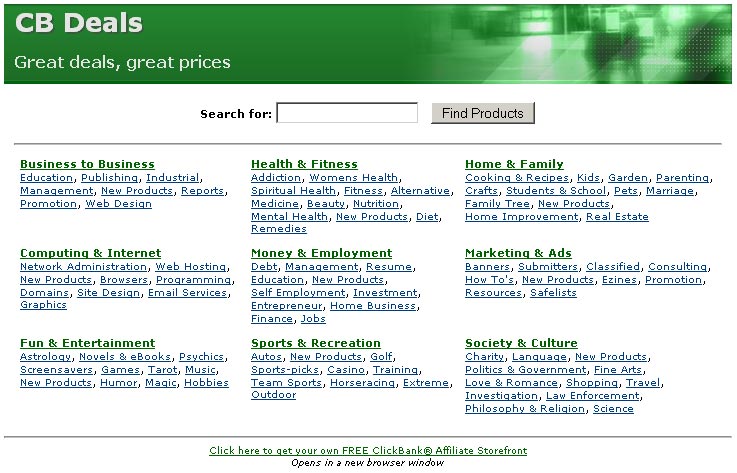 CB Deals
Great deals, great prices
Search for: Find Products
Business to Business
Education, Publishing, Industrial,
Management, New Products, Reports,
Promotion, Web Design
Health & Fitness
Addiction, Womens Health,
Spiritual Health, Fitness, Alternative,
Medicine, Beauty, Nutrition,
Mental Health, New Products, Diet,
Remedies
Home & Family
Cooking & Recipes, Kids, Garden, Parenting,
Crafts, Students & School, Pets, Marriage,
Family Tree, New Products,
Home Improvement, Real Estate
Computing & Internet
Network Administration, Web Hosting,
New Products, Browsers, Programming,
Domains, Site Design, Email Services,
Graphics
Money & Employment
Debt, Management, Resume,
Education, New Products,
Self Employment, Investment,
Entrepreneur, Home Business,
Finance, Jobs
Marketing & Ads
Banners, Submitters, Classified, Consulting,
How To's, New Products, Ezines, Promotion,
Resources, Safelists
Fun & Entertainment
Astrology, Novels & eBooks, Psychics,
Screensavers, Games, Tarot, Music,
New Products, Humor, Magic, Hobbies
Sports & Recreation
Autos, New Products, Golf,
Sports-picks, Casino, Training,
Team Sports, Horseracing, Extreme,
Outdoor
Society & Culture
Charity, Language, New Products,
Politics & Government, Fine Arts,
Love & Romance, Shopping, Travel,
Investigation, Law Enforcement,
Philosophy & Religion, Science
Click here to get your own FREE ClickBank® Affiliate Storefront
Opens in a new browser window